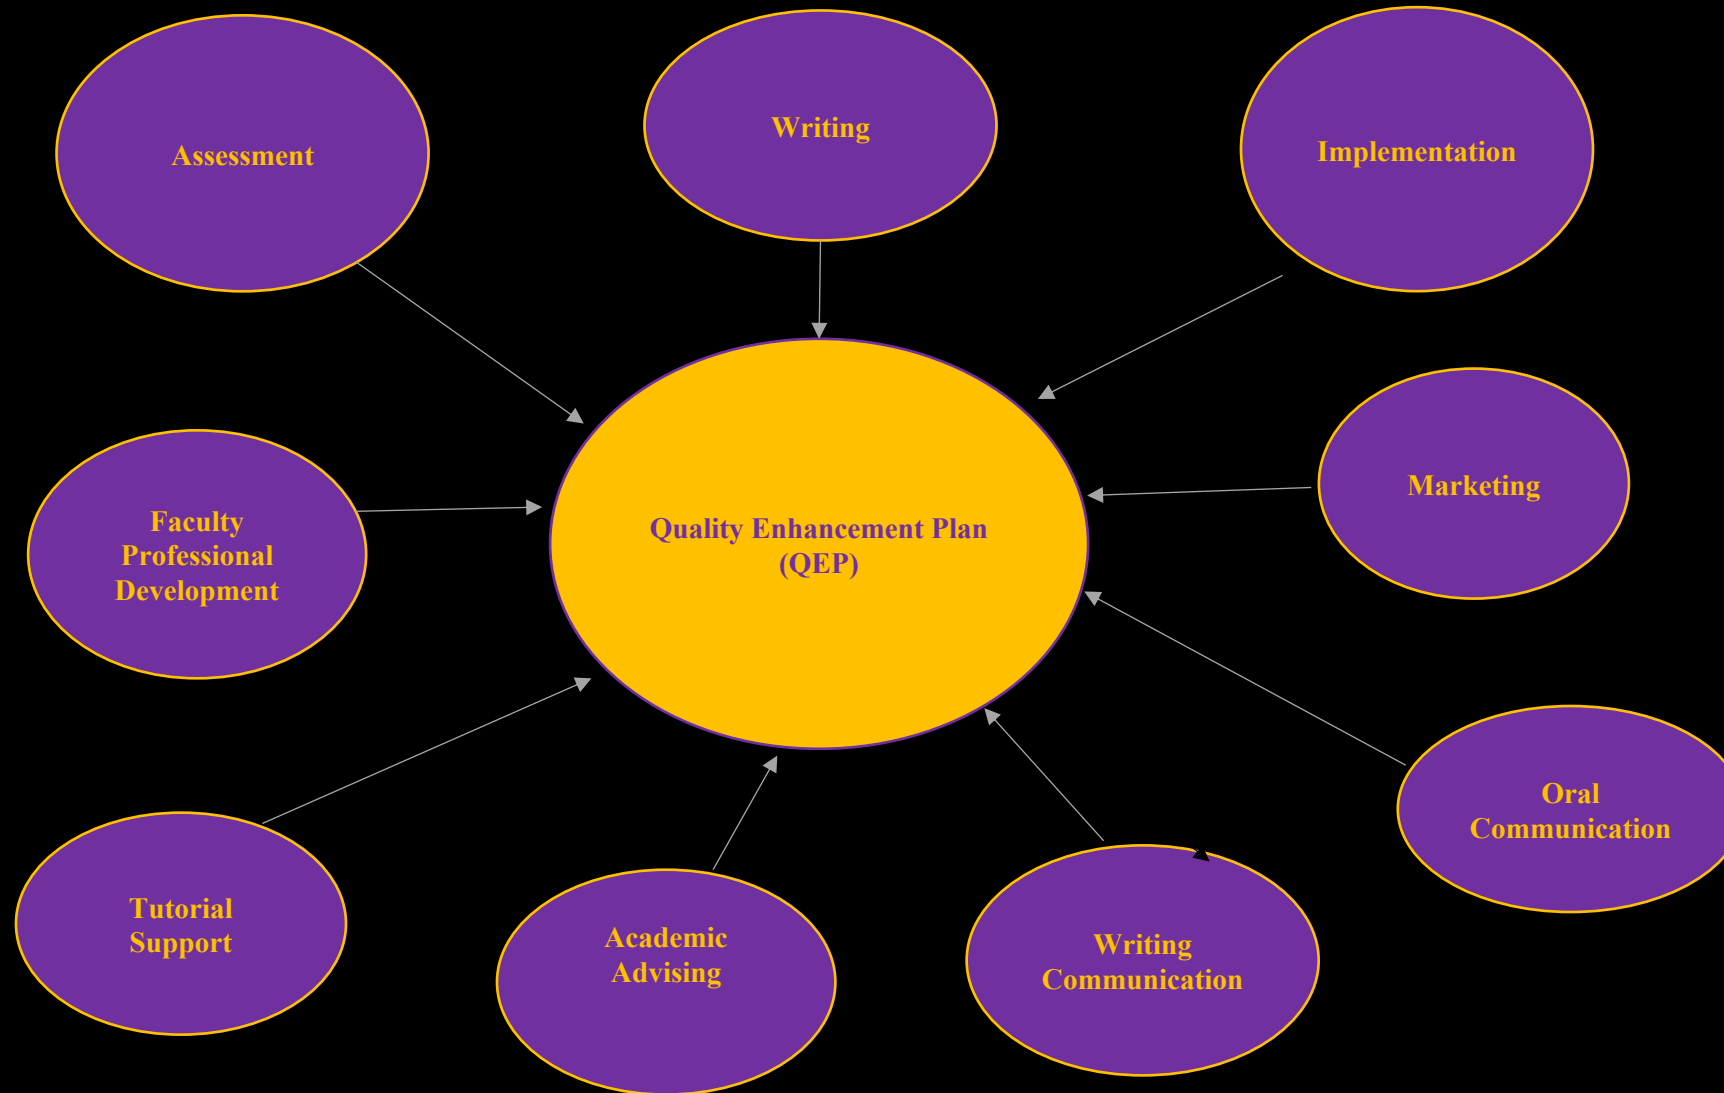 Assessment
Writing
Implementation
Marketing
Faculty
Professional
Development
Quality Enhancement Plan
(QEP)
Oral
Communication
Tutorial
Support
Academic
Advising
Writing
Communication